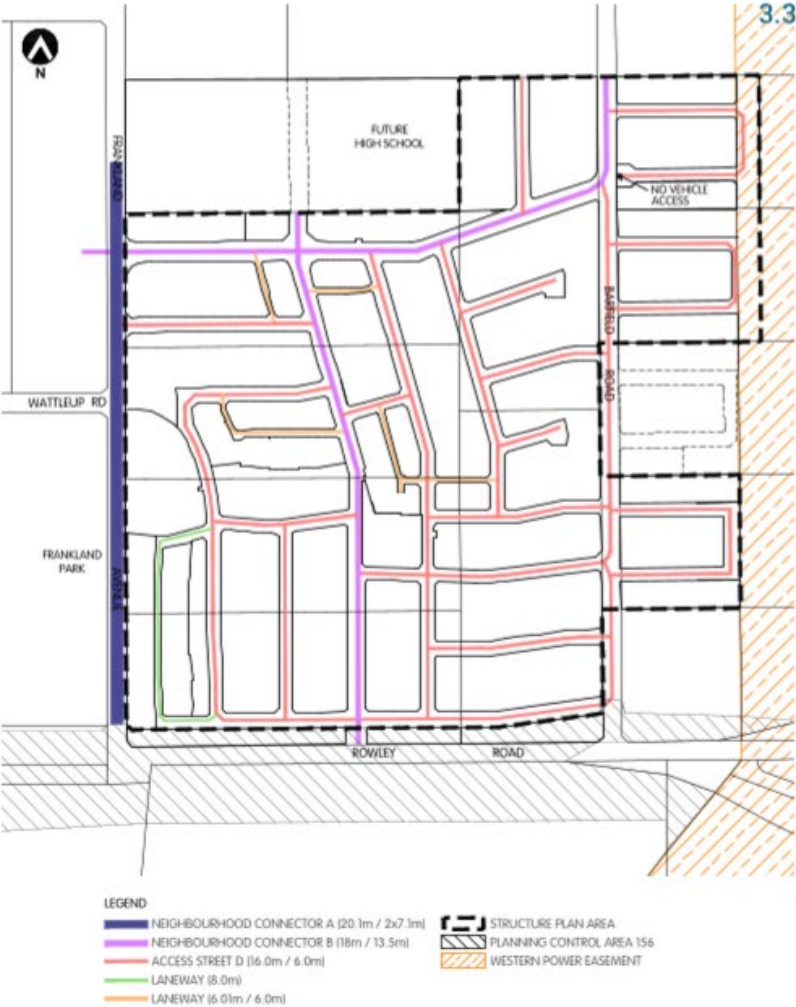 3.3
N
FUTURE
HIGH SCHOOL
FRANKLAND
NO VEHICLE
ACCESS
BARFIELD
ROAD
WATTLEUP RD
FRANKLAND
PARK
AVENUE
ROWLEY
ROAD
LEGEND
NEIGHBOURHOOD CONNECTOR A (20.1m / 2x7.1m)
NEIGHBOURHOOD CONNECTOR B (18m / 13.5m)
ACCESS STREET D (16.0m / 6.0m)
LANEWAY (8.0m)
LANEWAY (6.01m / 6.0m)
STRUCTURE PLAN AREA
PLANNING CONTROL AREA 156
WESTERN POWER EASEMENT